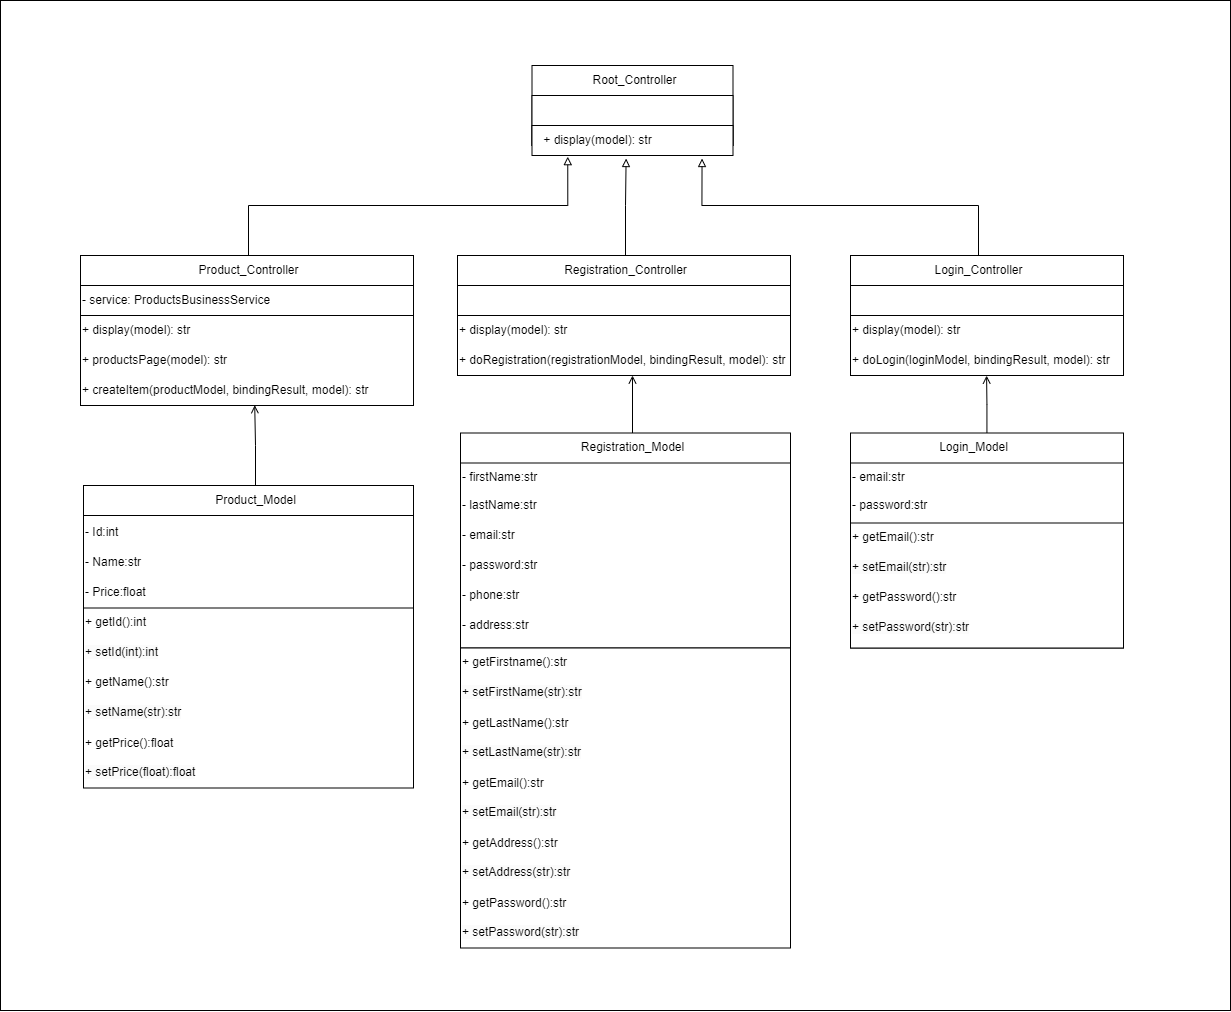 Root_Controller
+ display(model): str
Product_Controller
- service: ProductsBusinessService
+ display(model): str
+ productsPage(model): str
+ createItem(productModel, bindingResult, model): str
Registration_Controller
+ display(model): str
+ doRegistration(registrationModel, bindingResult, model): str
Login_Controller
+ display(model): str
+ doLogin(loginModel, bindingResult, model): str
Product_Model
- Id:int
- Name:str
- Price:float
+ getId():int
+ setId(int):int
+ getName():str
+ setName(str):str
+ getPrice():float
+ setPrice(float):float
Registration_Model
- firstName:str
- lastName:str
- email:str
- password:str
- phone:str
- address:str
+ getFirstname():str
+ setFirstName(str):str
+ getLastName():str
+ setLastName(str):str
+ getEmail():str
+ setEmail(str):str
+ getAddress():str
+ setAddress(str):str
+ getPassword():str
+ setPassword(str):str
Login_Model
- email:str
- password:str
+ getEmail():str
+ setEmail(str):str
+ getPassword():str
+ setPassword(str):str